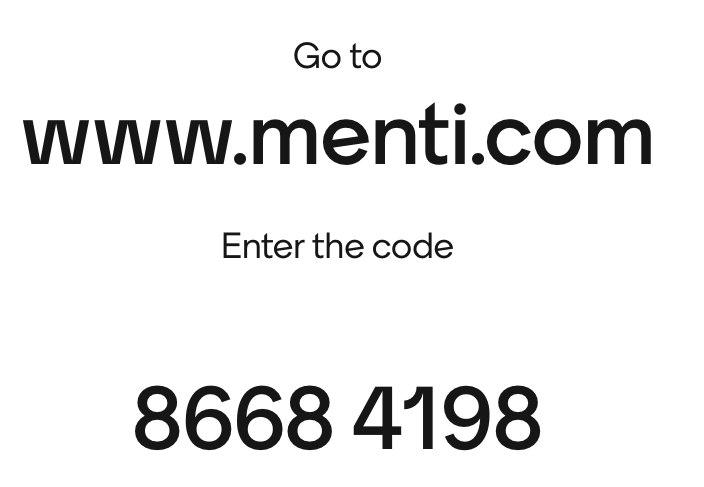 Go to
www.menti.com
Enter the code
8668 4198